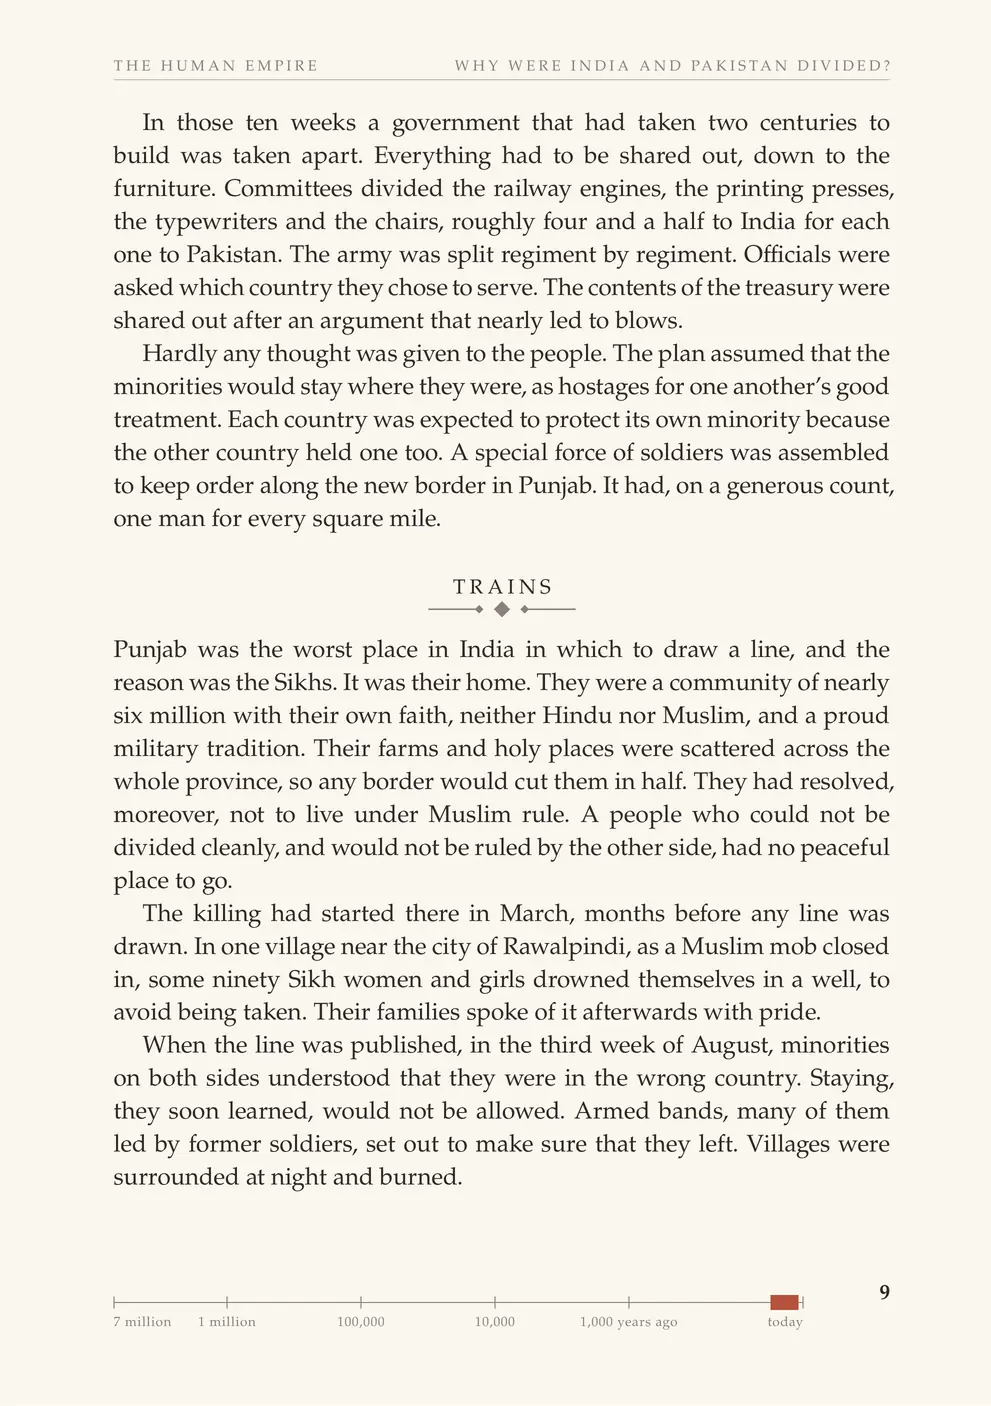 THE HUMAN EMPIRE
WHY WERE INDIA AND PAKISTAN DIVIDED?
In those ten weeks a government that had taken two centuries to
build was taken apart. Everything had to be shared out, down to the
furniture. Committees divided the railway engines, the printing presses,
the typewriters and the chairs, roughly four and a half to India for each
one to Pakistan. The army was split regiment by regiment. Officials were
asked which country they chose to serve. The contents of the treasury were
shared out after an argument that nearly led to blows.
Hardly any thought was given to the people. The plan assumed that the
minorities would stay where they were, as hostages for one another’s good
treatment. Each country was expected to protect its own minority because
the other country held one too. A special force of soldiers was assembled
to keep order along the new border in Punjab. It had, on a generous count,
one man for every square mile.
TRAINS
Punjab was the worst place in India in which to draw a line, and the
reason was the Sikhs. It was their home. They were a community of nearly
six million with their own faith, neither Hindu nor Muslim, and a proud
military tradition. Their farms and holy places were scattered across the
whole province, so any border would cut them in half. They had resolved,
moreover, not to live under Muslim rule. A people who could not be
divided cleanly, and would not be ruled by the other side, had no peaceful
place to go.
The killing had started there in March, months before any line was
drawn. In one village near the city of Rawalpindi, as a Muslim mob closed
in, some ninety Sikh women and girls drowned themselves in a well, to
avoid being taken. Their families spoke of it afterwards with pride.
When the line was published, in the third week of August, minorities
on both sides understood that they were in the wrong country. Staying,
they soon learned, would not be allowed. Armed bands, many of them
led by former soldiers, set out to make sure that they left. Villages were
surrounded at night and burned.
9
7 million 1 million 100,000 10,000 1,000 years ago today